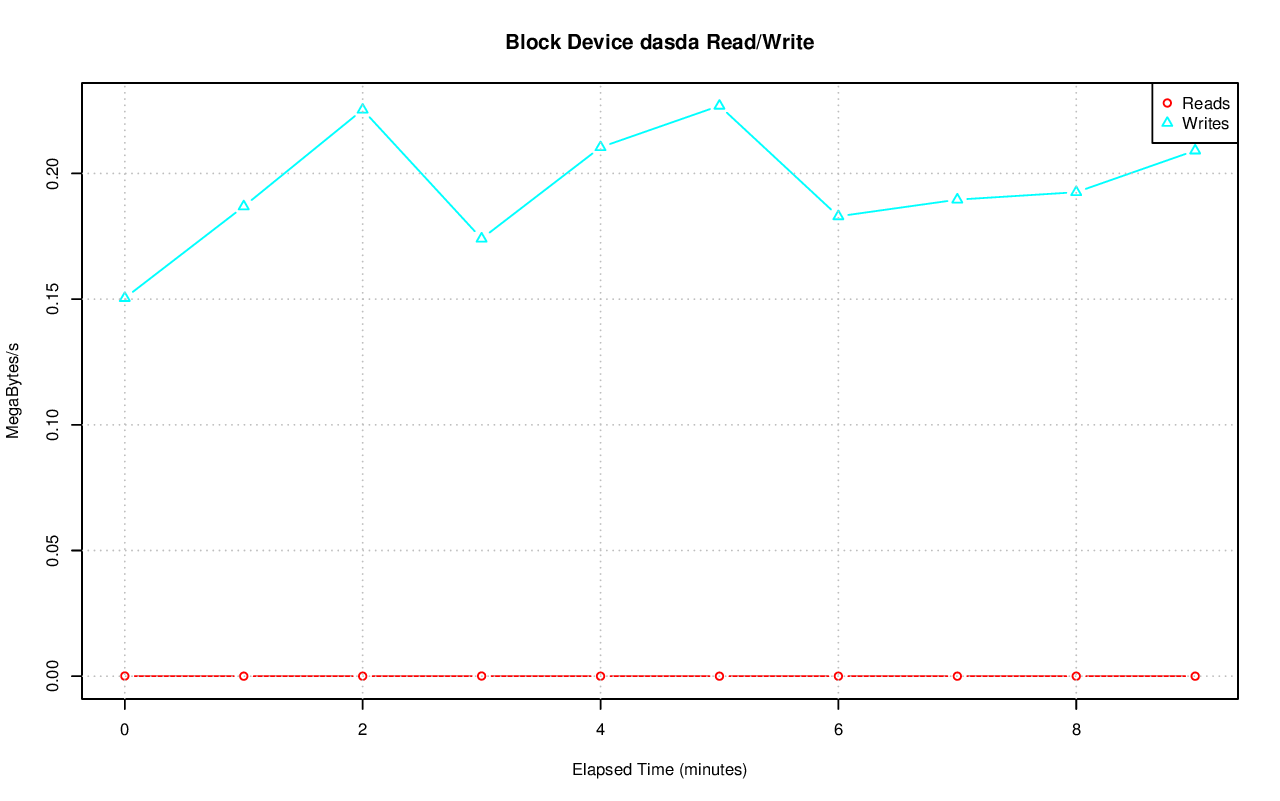 Block Device dasda Read/Write
Reads
Writes
MegaBytes/s
0.20
0.15
0.10
0.05
0.00
0 2 4 6 8
Elapsed Time (minutes)